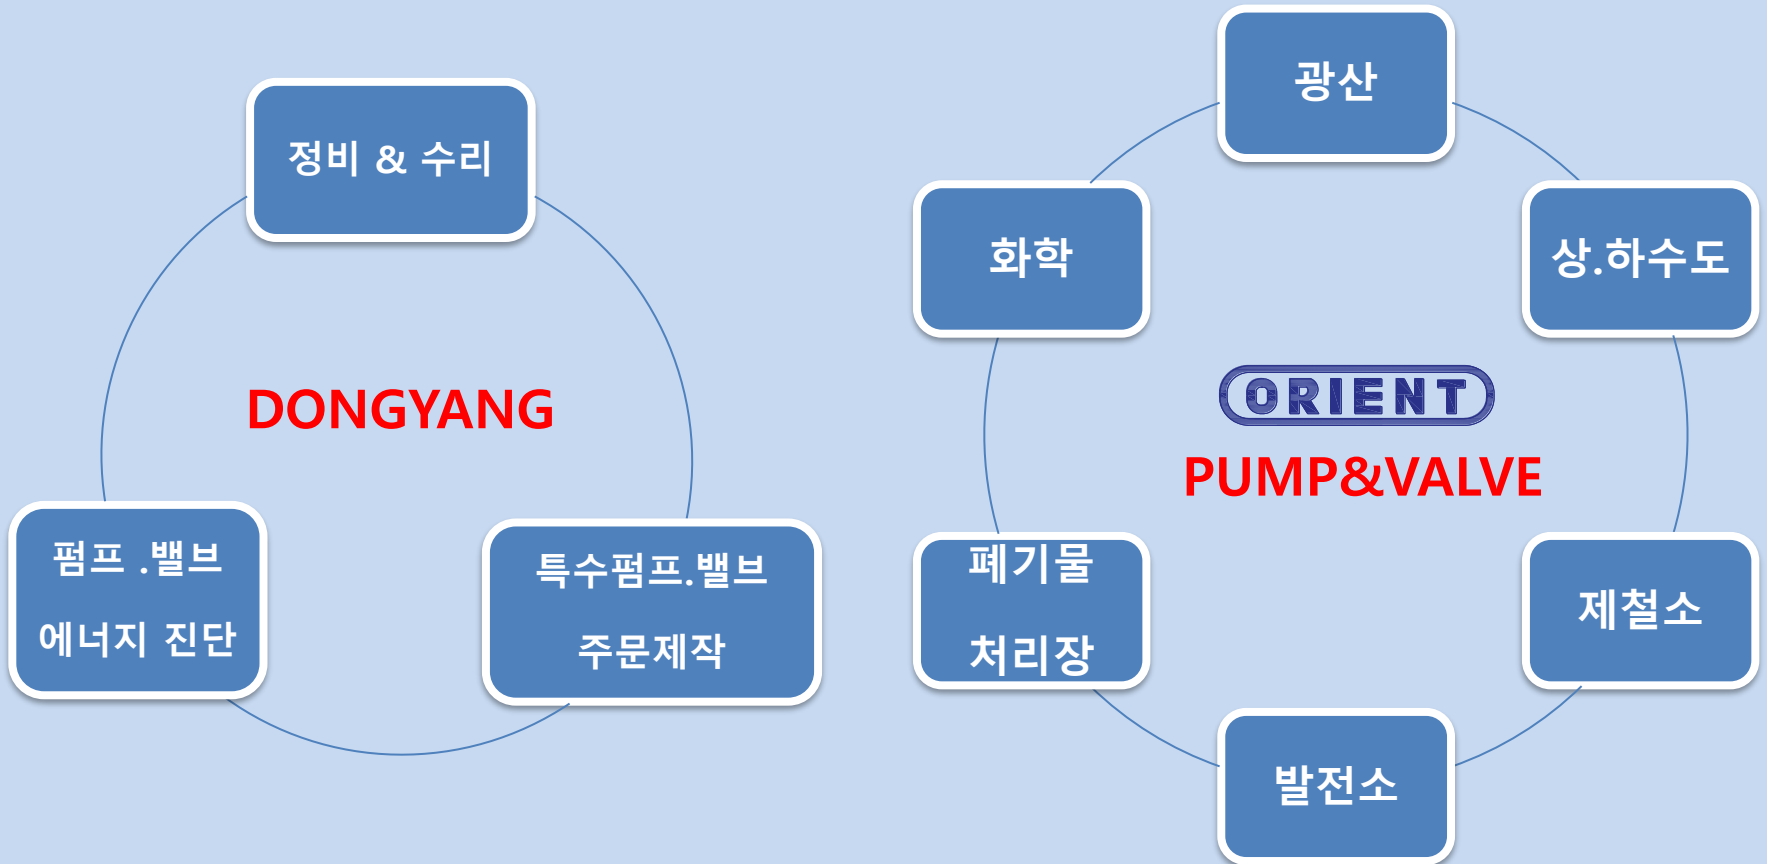 정비 & 수리
DONGYANG
펌프 .밸브
에너지 진단
특수펌프.밸브
주문제작
광산
화학
상.하수도
ORIENT
PUMP&VALVE
폐기물
처리장
제철소
발전소